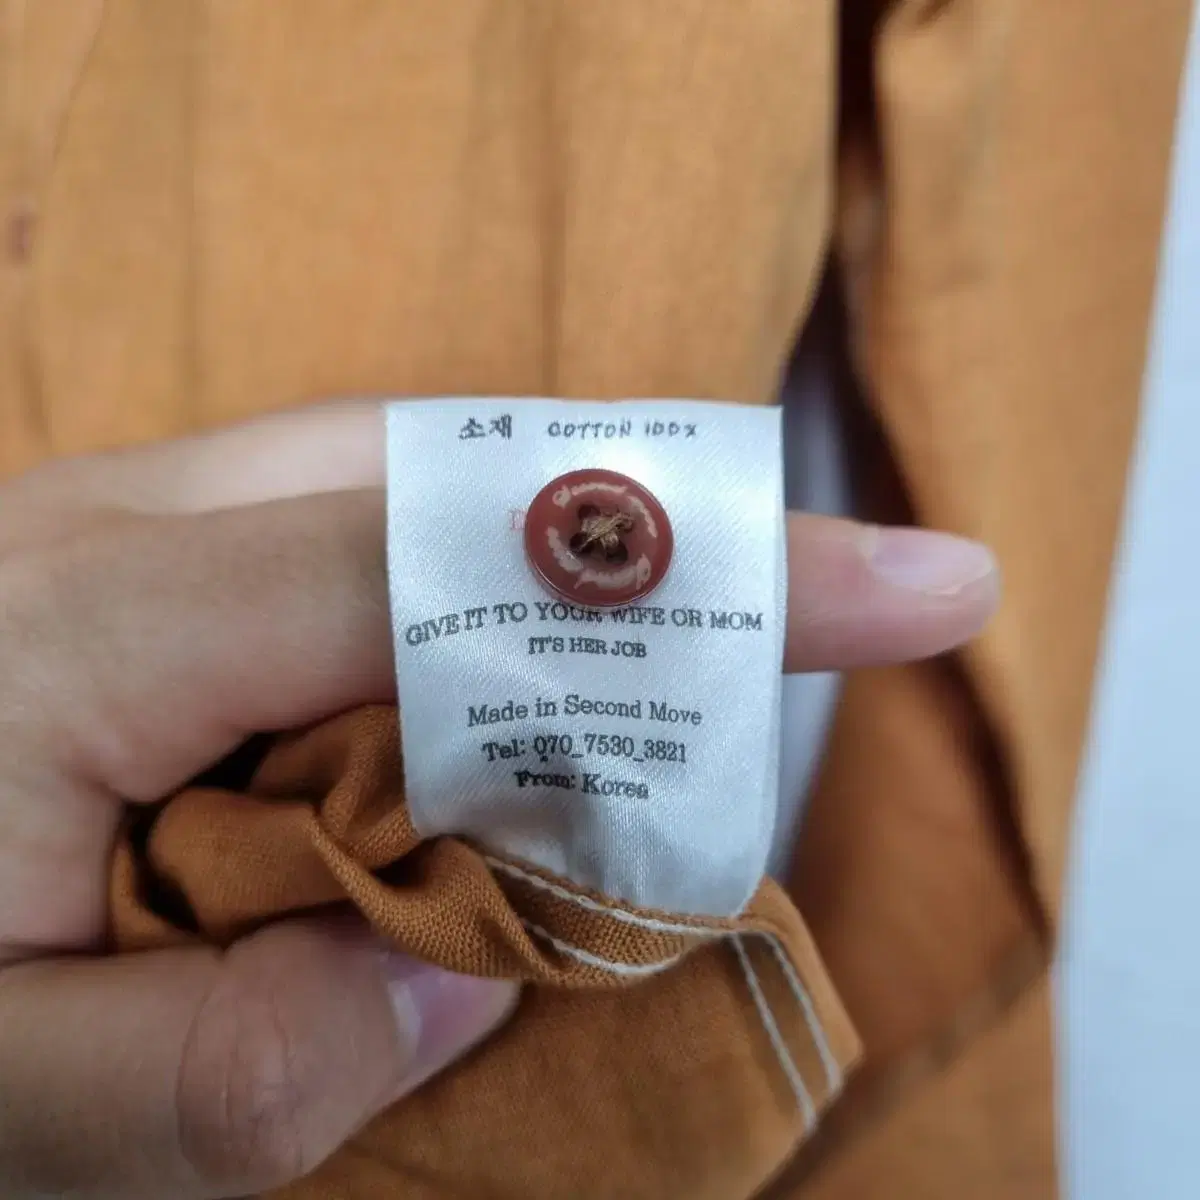 소재 COTTON 100%
GIVE IT TO YOUR WIFE OR MOM
IT'S HER JOB
Made in Second Move
Tel: 070_7530_3821
From: Korea